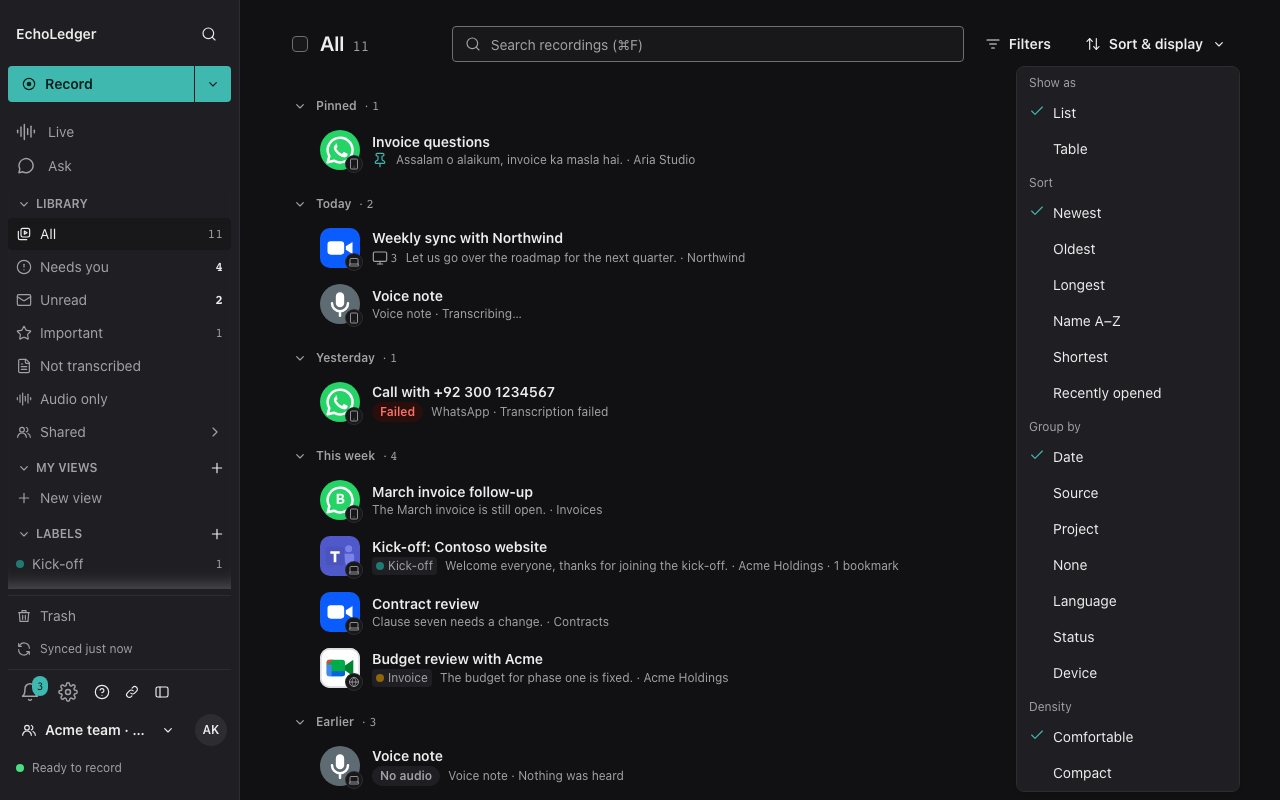 EchoLedger
Record
Live
Ask
LIBRARY
All 11
Needs you 4
Unread 2
Important 1
Not transcribed
Audio only
Shared
MY VIEWS
New view
LABELS
Kick-off 1
Trash
Synced just now
3
Acme team · ... AK
Ready to record
All 11
Search recordings (⌘F)
Filters
Sort & display
Pinned · 1
Invoice questions
Assalam o alaikum, invoice ka masla hai. · Aria Studio
Today · 2
Weekly sync with Northwind
3 Let us go over the roadmap for the next quarter. · Northwind
Voice note
Voice note · Transcribing...
Yesterday · 1
Call with +92 300 1234567
Failed WhatsApp · Transcription failed
This week · 4
B
March invoice follow-up
The March invoice is still open. · Invoices
T
Kick-off: Contoso website
Kick-off Welcome everyone, thanks for joining the kick-off. · Acme Holdings · 1 bookmark
Contract review
Clause seven needs a change. · Contracts
Budget review with Acme
Invoice The budget for phase one is fixed. · Acme Holdings
Earlier · 3
Voice note
No audio Voice note · Nothing was heard
Show as
List
Table
Sort
Newest
Oldest
Longest
Name A–Z
Shortest
Recently opened
Group by
Date
Source
Project
None
Language
Status
Device
Density
Comfortable
Compact